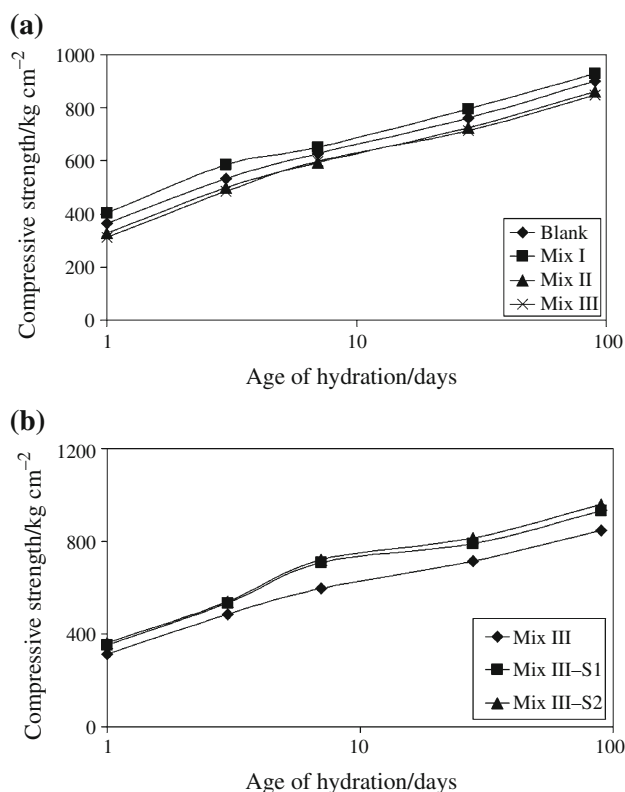 (a)
Compressive strength/kg cm−2
1000
800
600
400
200
0
1
10
100
Age of hydration/days
Blank
Mix I
Mix II
Mix III
(b)
Compressive strength/kg cm−2
1200
800
400
0
1
10
100
Age of hydration/days
Mix III
Mix III–S1
Mix III–S2